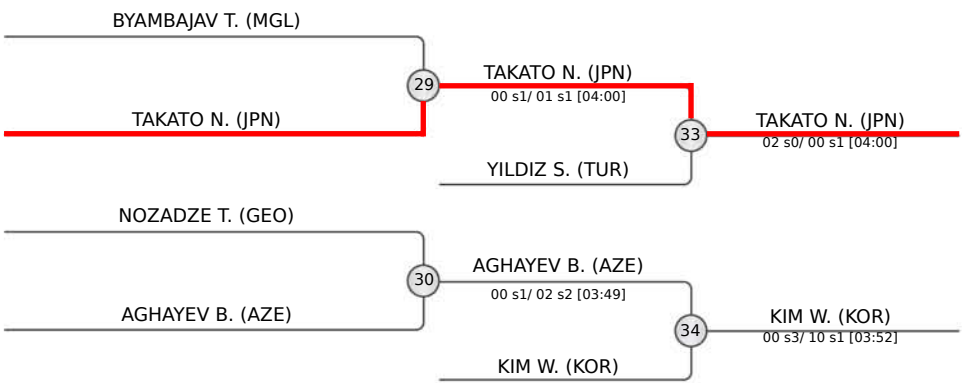 BYAMBAJAV T. (MGL)
29
TAKATO N. (JPN)
00 s1/ 01 s1 [04:00]
TAKATO N. (JPN)
33
TAKATO N. (JPN)
02 s0/ 00 s1 [04:00]
YILDIZ S. (TUR)
NOZADZE T. (GEO)
30
AGHAYEV B. (AZE)
00 s1/ 02 s2 [03:49]
AGHAYEV B. (AZE)
34
KIM W. (KOR)
00 s3/ 10 s1 [03:52]
KIM W. (KOR)